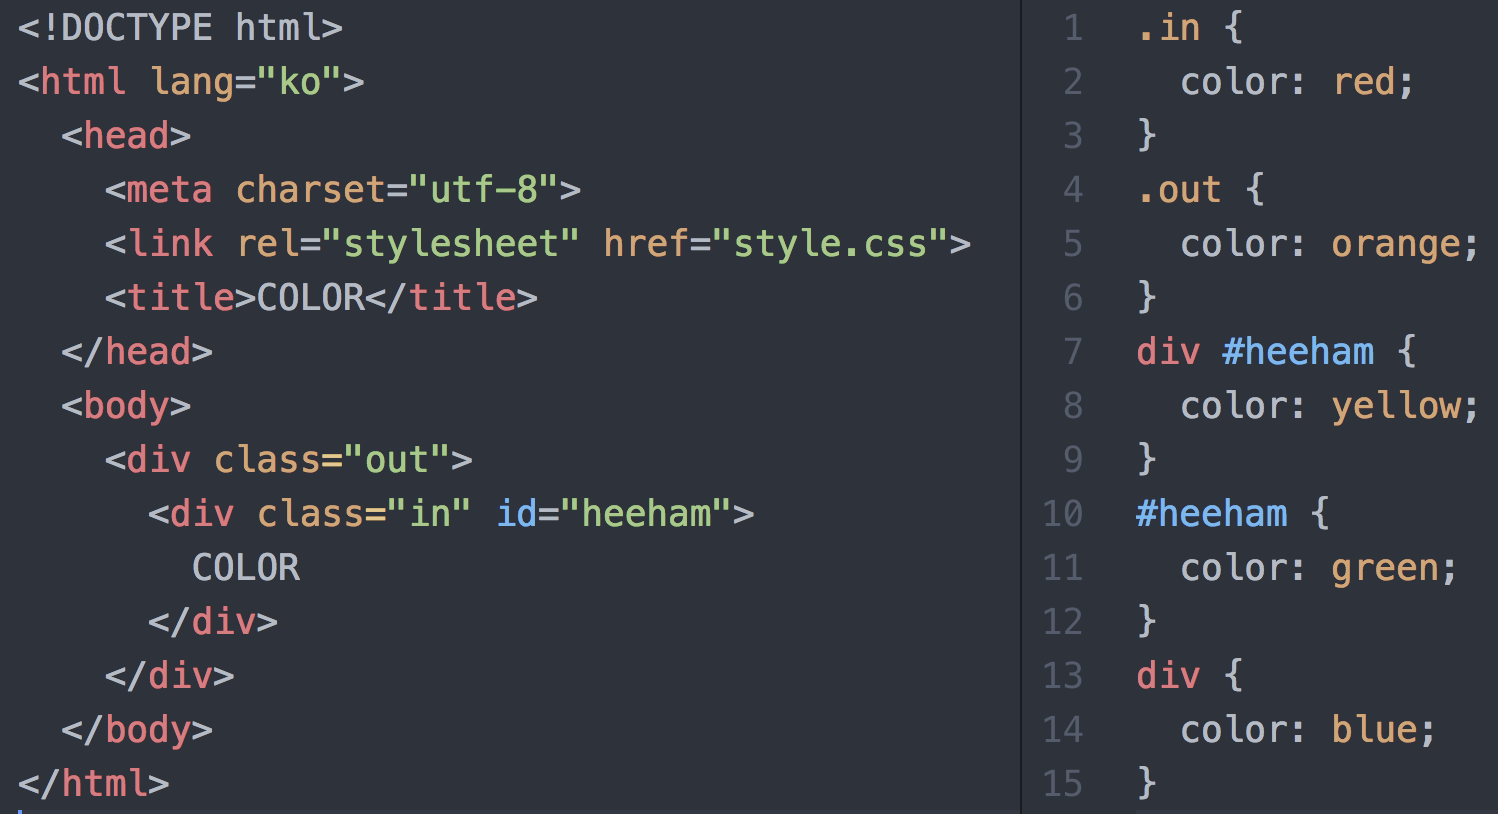 <!DOCTYPE html>
<html lang="ko">
  <head>
    <meta charset="utf-8">
    <link rel="stylesheet" href="style.css">
    <title>COLOR</title>
  </head>
  <body>
    <div class="out">
      <div class="in" id="heeham">
        COLOR
      </div>
    </div>
  </body>
</html>
1 .in {
2   color: red;
3 }
4 .out {
5   color: orange;
6 }
7 div #heeham {
8   color: yellow;
9 }
10 #heeham {
11   color: green;
12 }
13 div {
14   color: blue;
15 }